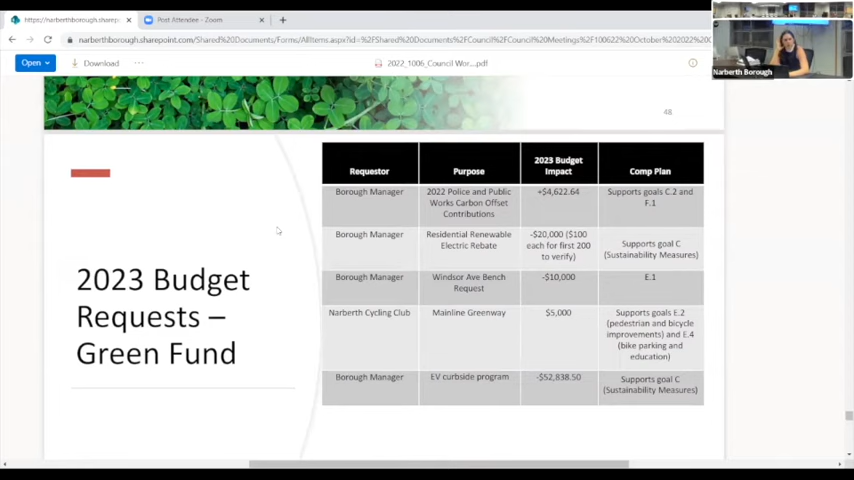 https://narberthborough.sharep
Post Attendee - Zoom
narberthborough.sharepoint.com/Shared%20Documents/Forms/AllItems.aspx?id=%2FShared%20Documents%2FCouncil%2FCouncil%20Meetings%2F100622%20October%202022%20C
Open
Download
2022_1006_Council Wor...pdf
Narberth Borough
48
2023 Budget
Requests –
Green Fund
Requestor
Purpose
2023 Budget
Impact
Comp Plan
Borough Manager
2022 Police and Public
Works Carbon Offset
Contributions
+$4,622.64
Supports goals C.2 and
F.1
Borough Manager
Residential Renewable
Electric Rebate
-$20,000 ($100
each for first 200
to verify)
Supports goal C
(Sustainability Measures)
Borough Manager
Windsor Ave Bench
Request
-$10,000
E.1
Narberth Cycling Club
Mainline Greenway
$5,000
Supports goals E.2
(pedestrian and bicycle
improvements) and E.4
(bike parking and
education)
Borough Manager
EV curbside program
-$52,838.50
Supports goal C
(Sustainability Measures)